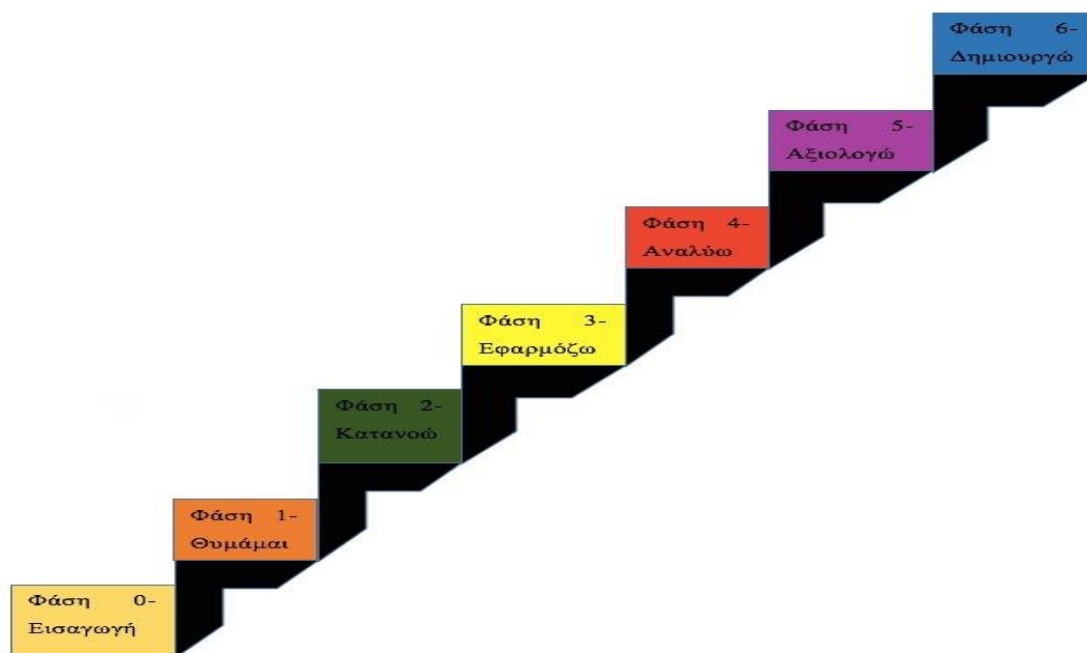 Φάση 6-
Δημιουργώ
Φάση 5-
Αξιολογώ
Φάση 4-
Αναλύω
Φάση 3-
Εφαρμόζω
Φάση 2-
Κατανοώ
Φάση 1-
Θυμάμαι
Φάση 0-
Εισαγωγή